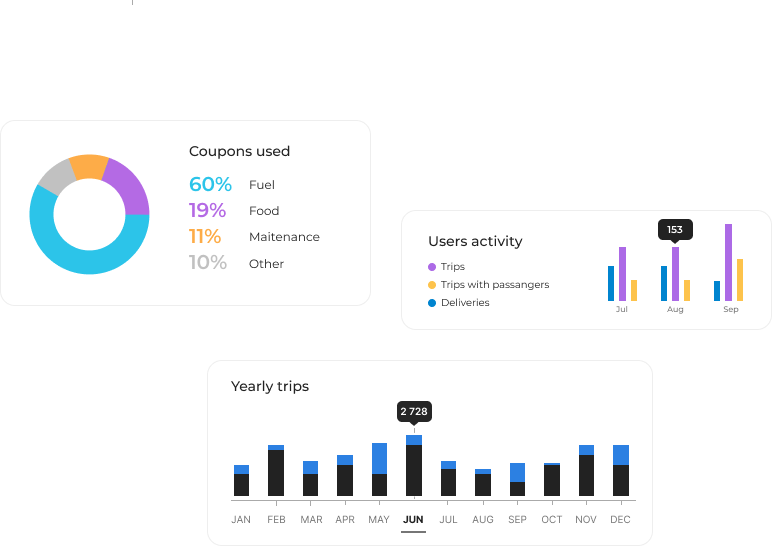 Coupons used
60% Fuel
19% Food
11% Maitenance
10% Other
Users activity
Trips
Trips with passangers
Deliveries
153
Jul Aug Sep
Yearly trips
2 728
JAN FEB MAR APR MAY JUN JUL AUG SEP OCT NOV DEC